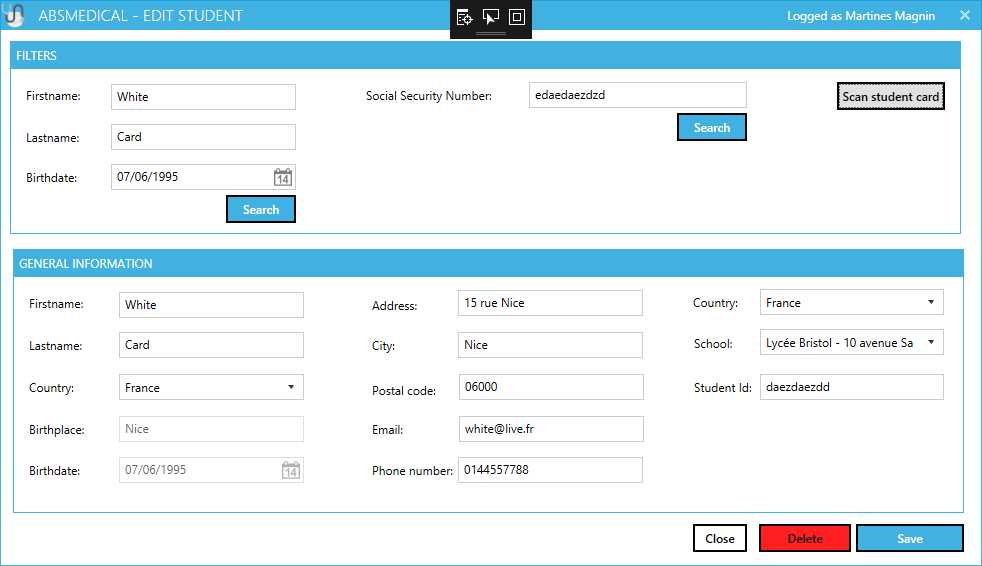 ABSMEDICAL - EDIT STUDENT
Logged as Martines Magnin
FILTERS
Firstname: White
Social Security Number: edaedaezdzd
Scan student card
Search
Lastname: Card
Birthdate: 07/06/1995 14
Search
GENERAL INFORMATION
Firstname: White
Address: 15 rue Nice
Country: France
Lastname: Card
City: Nice
School: Lycée Bristol - 10 avenue Sa
Country: France
Postal code: 06000
Student Id: daezdaezdd
Birthplace: Nice
Email: white@live.fr
Birthdate: 07/06/1995 14
Phone number: 0144557788
Close
Delete
Save